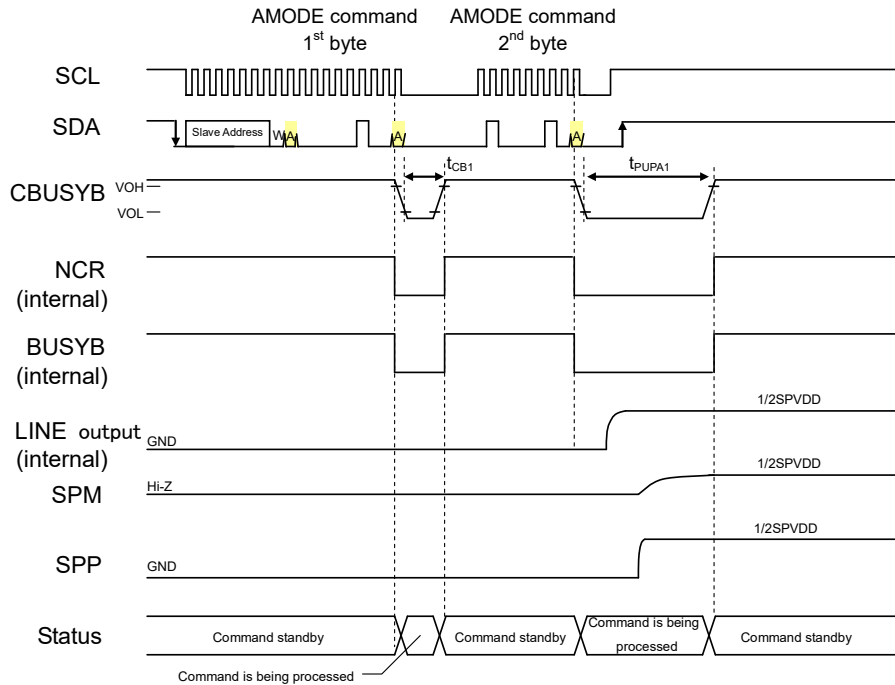 AMODE command
1st byte
AMODE command
2nd byte
SCL
SDA
Slave Address
W
A
A
A
CBUSYB
VOH
VOL
tCB1
tPUPA1
NCR
(internal)
BUSYB
(internal)
LINE output
(internal)
GND
1/2SPVDD
SPM
Hi-Z
1/2SPVDD
SPP
GND
1/2SPVDD
Status
Command standby
Command standby
Command is being
processed
Command standby
Command is being processed